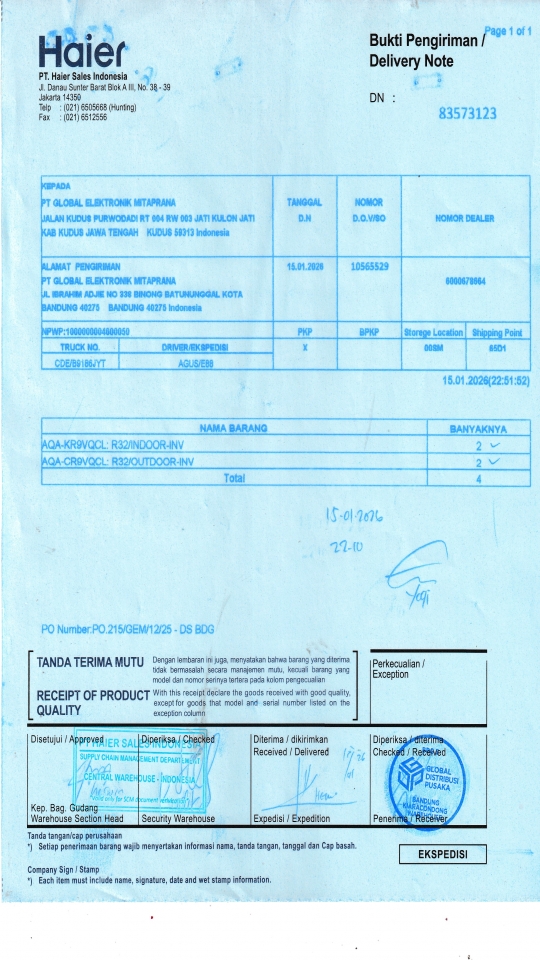 Page 1 of 1
Haier
Bukti Pengiriman /
Delivery Note
PT. Haier Sales Indonesia
Jl. Danau Sunter Barat Blok A III, No. 38 - 39
Jakarta 14350
Telp : (021) 6505668 (Hunting)
Fax : (021) 6512556
DN :
83573123
KEPADA
PT GLOBAL ELEKTRONIK MITAPRANA
JALAN KUDUS PURWODADI RT 004 RW 003 JATI KULON JATI
KAB KUDUS JAWA TENGAH KUDUS 59313 Indonesia
TANGGAL
D.N
NOMOR
D.O.V/SO
NOMOR DEALER
ALAMAT PENGIRIMAN
PT GLOBAL ELEKTRONIK MITAPRANA
JL IBRAHIM ADJIE NO 338 BINONG BATUNUNGGAL KOTA
BANDUNG 40275 BANDUNG 40275 Indonesia
15.01.2026
10565529
6000678664
NPWP:1000000004600050
PKP
BPKP
Storege Location
Shipping Point
TRUCK NO.
DRIVER/EKSPEDISI
X
00SM
85D1
CDE/B9186JYT
AGUS/E88
15.01.2026(22:51:52)
NAMA BARANG
BANYAKNYA
AQA-KR9VQCL: R32/INDOOR-INV
2
AQA-CR9VQCL: R32/OUTDOOR-INV
2
Total
4
15-01-2026
22-10
Yogi
PO Number:PO.215/GEM/12/25 - DS BDG
TANDA TERIMA MUTU
Dengan lembaran ini juga, menyatakan bahwa barang yang diterima
tidak bermasalah secara manajemen mutu, kecuali barang yang
model dan nomor serinya tertera pada kolom pengecualian
RECEIPT OF PRODUCT
QUALITY
With this receipt declare the goods received with good quality,
except for goods that model and serial number listed on the
exception column
Perkecualian /
Exception
Disetujui / Approved
Diperiksa / Checked
Diterima / dikirimkan
Received / Delivered
Diperiksa / diterima
Checked / Received
PT HAIER SALES INDONESIA
SUPPLY CHAIN MANAGEMENT DEPARTMENT
CENTRAL WAREHOUSE - INDONESIA
GLOBAL
DISTRIBUSI
PUSAKA
BANDUNG
KIARACONDONG
Kep. Bag. Gudang
Warehouse Section Head
Security Warehouse
Expedisi / Expedition
Penerima / Receiver
Tanda tangan/cap perusahaan
*) Setiap penerimaan barang wajib menyertakan informasi nama, tanda tangan, tanggal dan Cap basah.
EKSPEDISI
Company Sign / Stamp
*) Each item must include name, signature, date and wet stamp information.